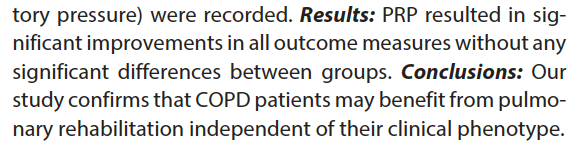 tory pressure) were recorded. Results: PRP resulted in sig-
nificant improvements in all outcome measures without any
significant differences between groups. Conclusions: Our
study confirms that COPD patients may benefit from pulmo-
nary rehabilitation independent of their clinical phenotype.